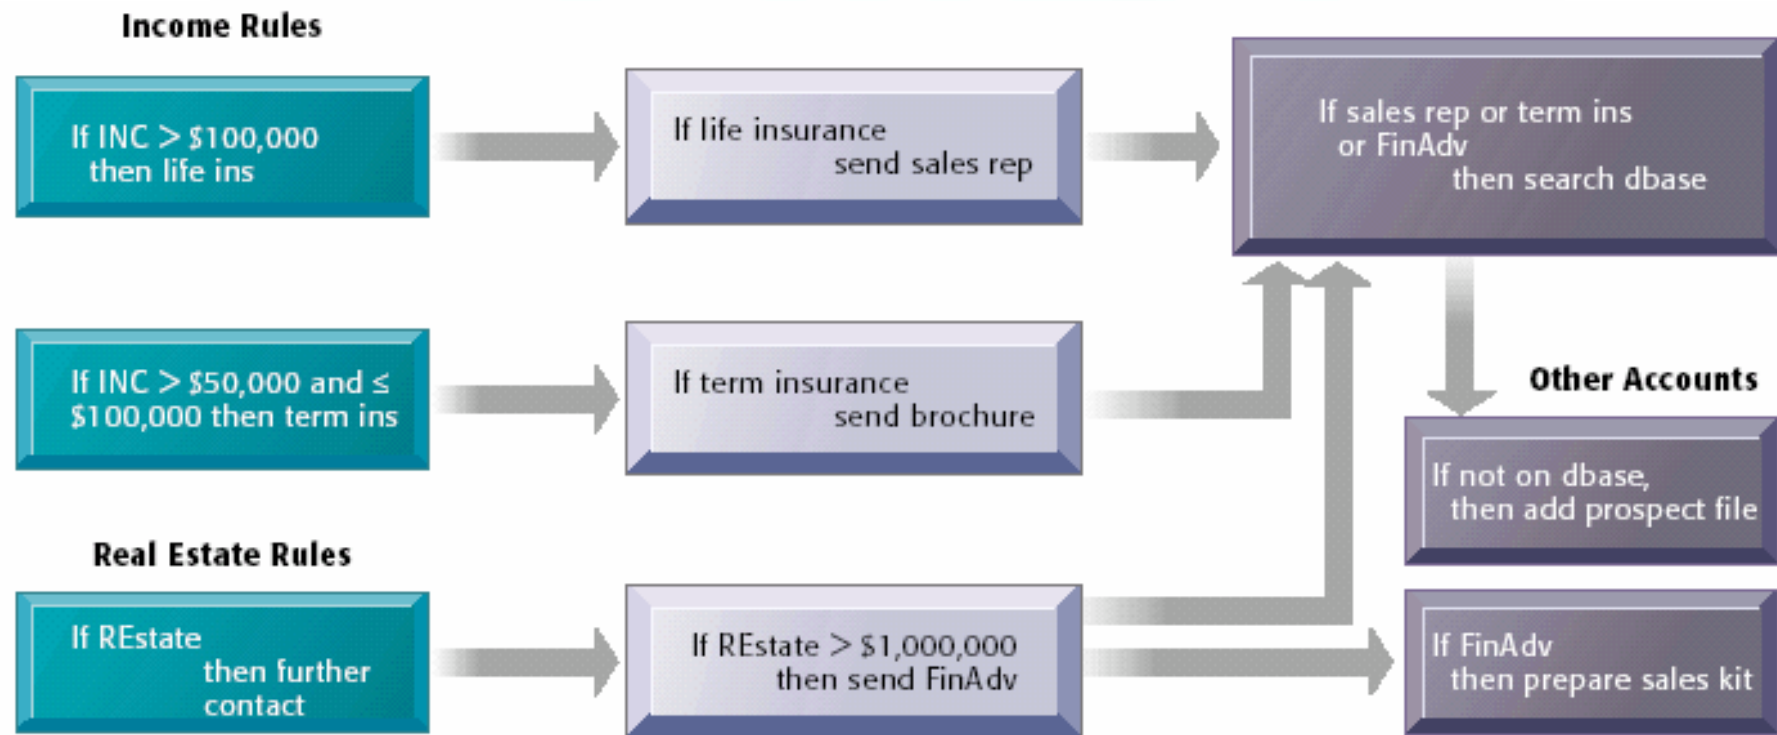 Income Rules
If INC > $100,000
then life ins
If life insurance
send sales rep
If sales rep or term ins
or FinAdv
then search dbase
If INC > $50,000 and ≤
$100,000 then term ins
If term insurance
send brochure
Other Accounts
If not on dbase,
then add prospect file
Real Estate Rules
If REstate
then further
contact
If REstate > $1,000,000
then send FinAdv
If FinAdv
then prepare sales kit